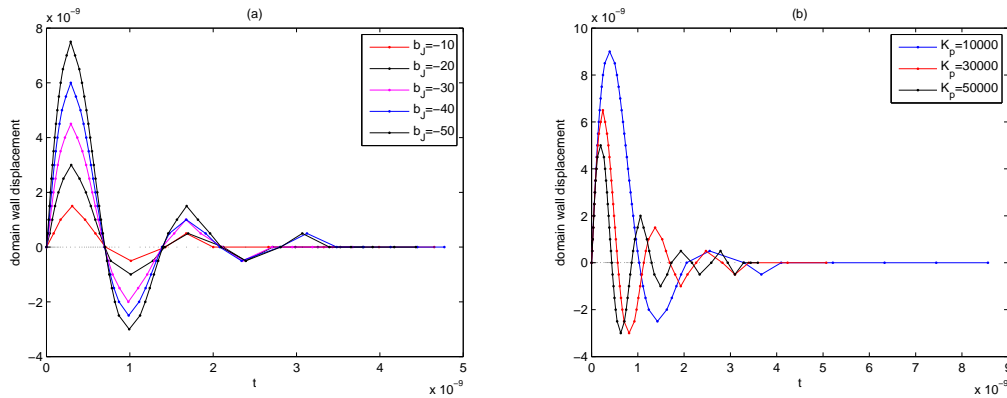 (a)
x 10⁻⁹
8
6
4
2
0
−2
−4
domain wall displacement
0 1 2 3 4 5
t
x 10⁻⁹
b_J=−10
b_J=−20
b_J=−30
b_J=−40
b_J=−50
(b)
x 10⁻⁹
10
8
6
4
2
0
−2
−4
domain wall displacement
0 1 2 3 4 5 6 7 8 9
t
x 10⁻⁹
K_p=10000
K_p=30000
K_p=50000